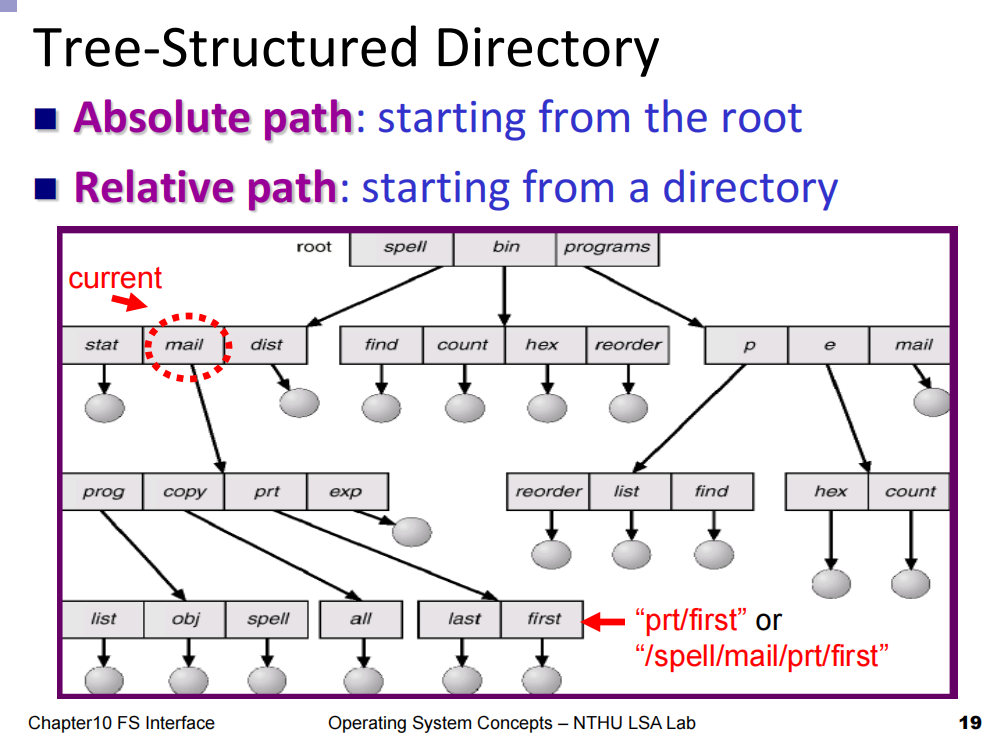 Tree-Structured Directory
Absolute path: starting from the root
Relative path: starting from a directory
root spell bin programs
current
stat mail dist find count hex reorder p e mail
prog copy prt exp reorder list find hex count
list obj spell all last first
“prt/first” or
“/spell/mail/prt/first”
Chapter10 FS Interface Operating System Concepts – NTHU LSA Lab 19